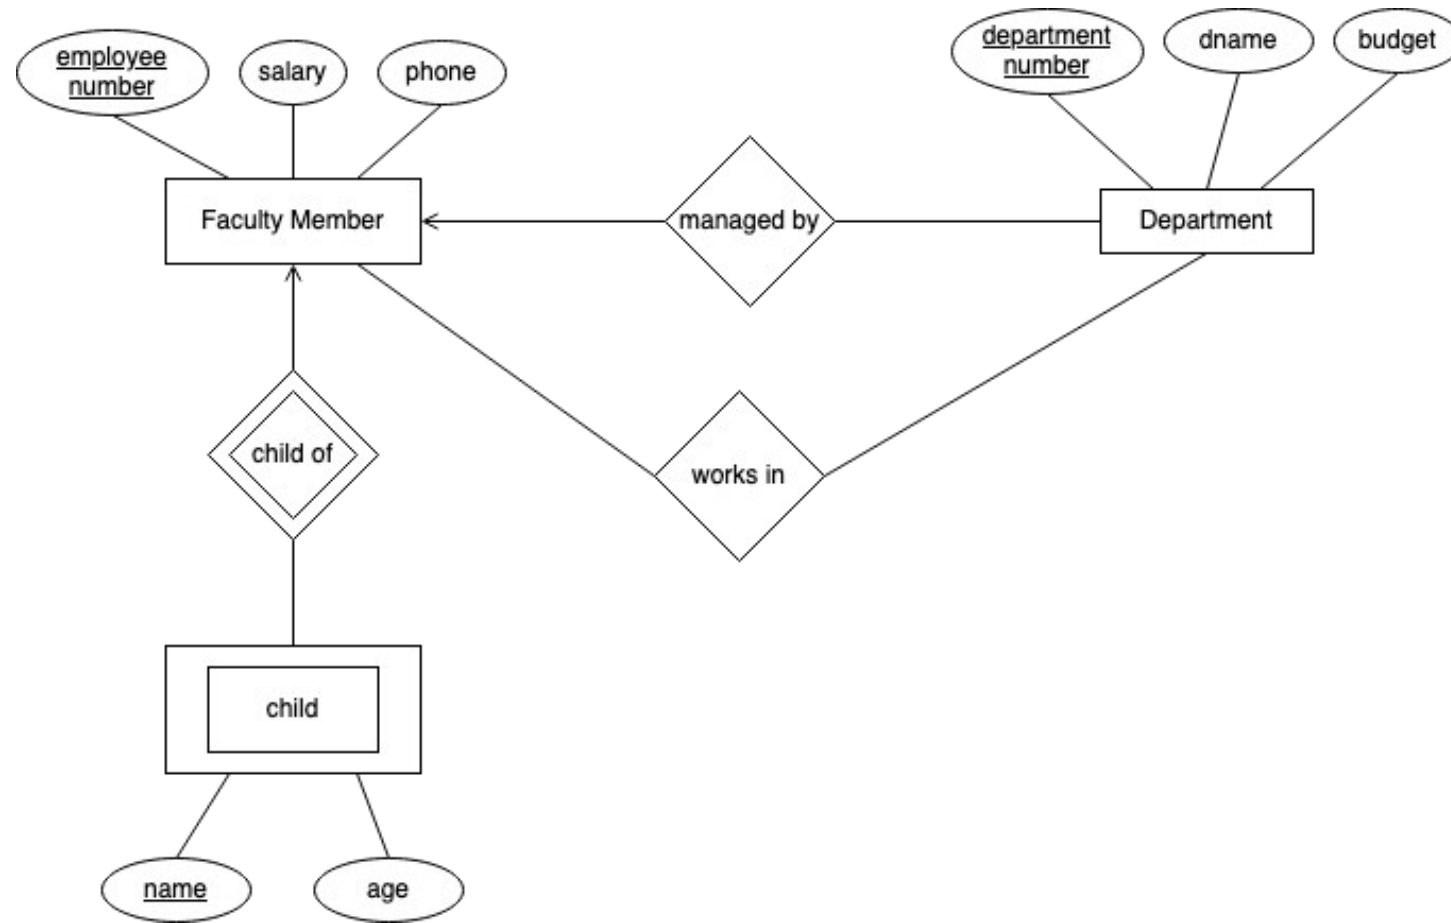 employee
number
salary
phone
department
number
dname
budget
Faculty Member
managed by
Department
child of
works in
child
name
age